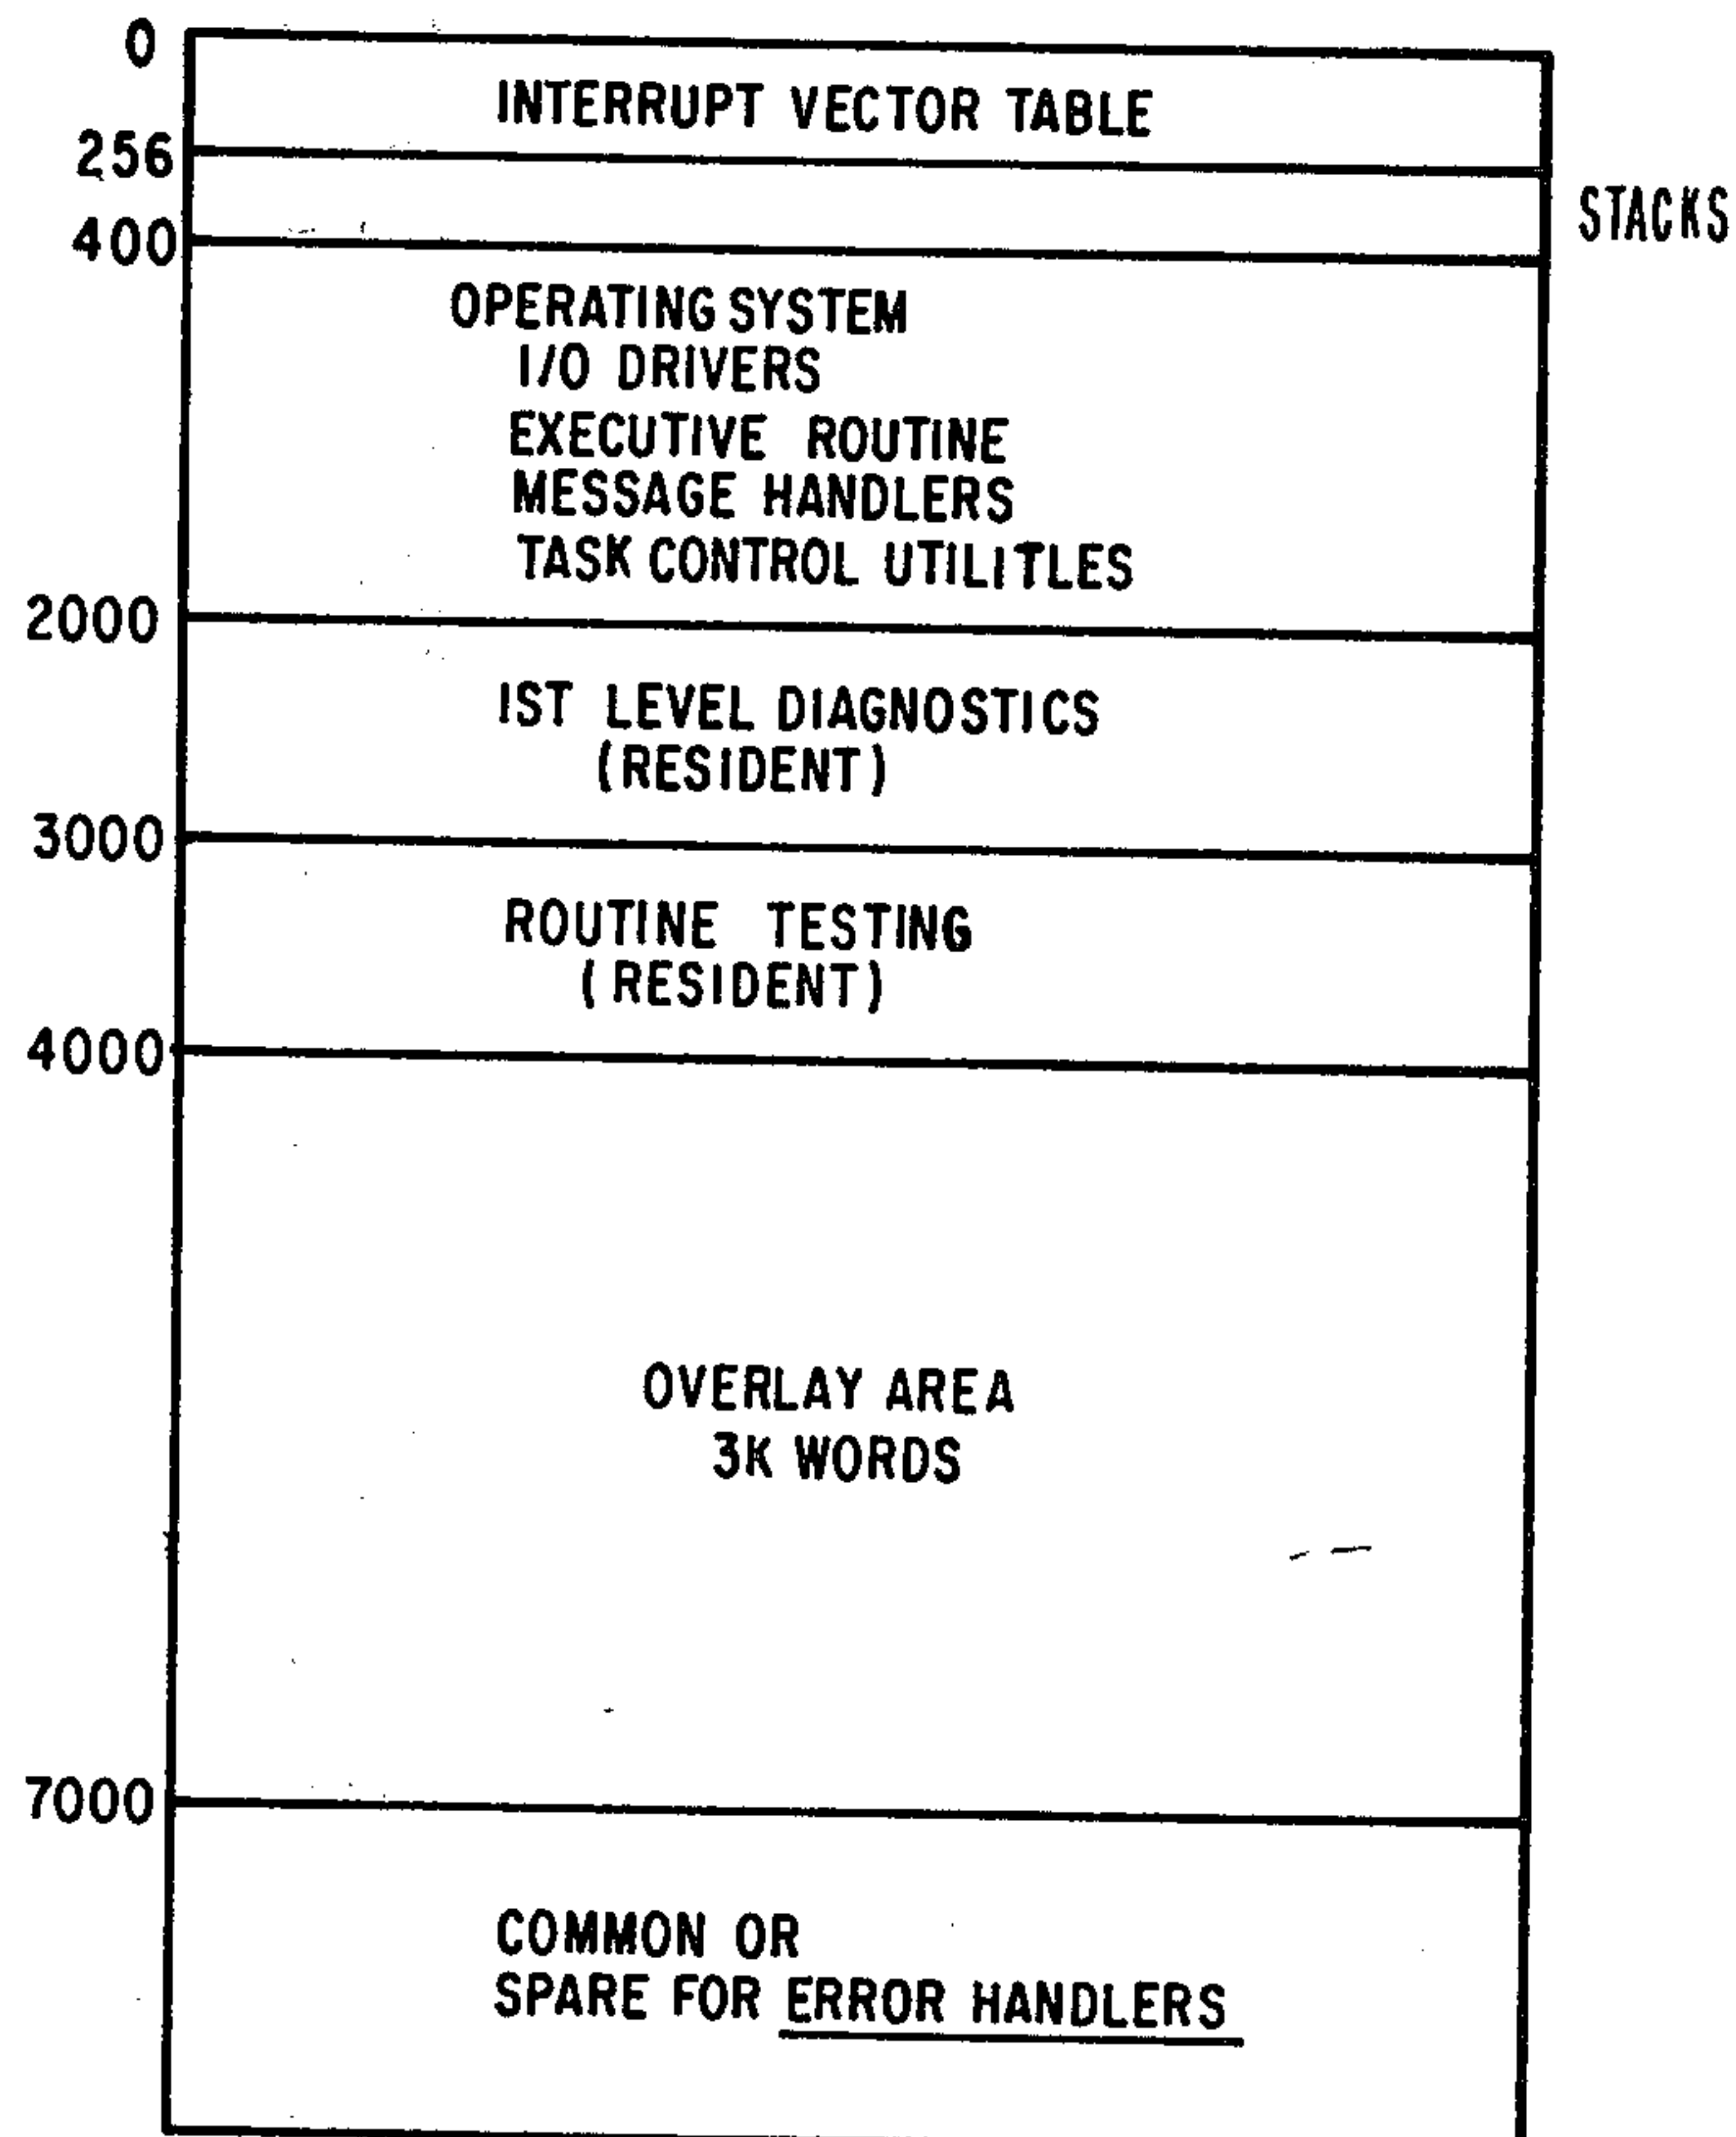 0
INTERRUPT VECTOR TABLE
256
STACKS
400
OPERATING SYSTEM
I/O DRIVERS
EXECUTIVE ROUTINE
MESSAGE HANDLERS
TASK CONTROL UTILITLES
2000
IST LEVEL DIAGNOSTICS
(RESIDENT)
3000
ROUTINE TESTING
(RESIDENT)
4000
OVERLAY AREA
3K WORDS
7000
COMMON OR
SPARE FOR ERROR HANDLERS